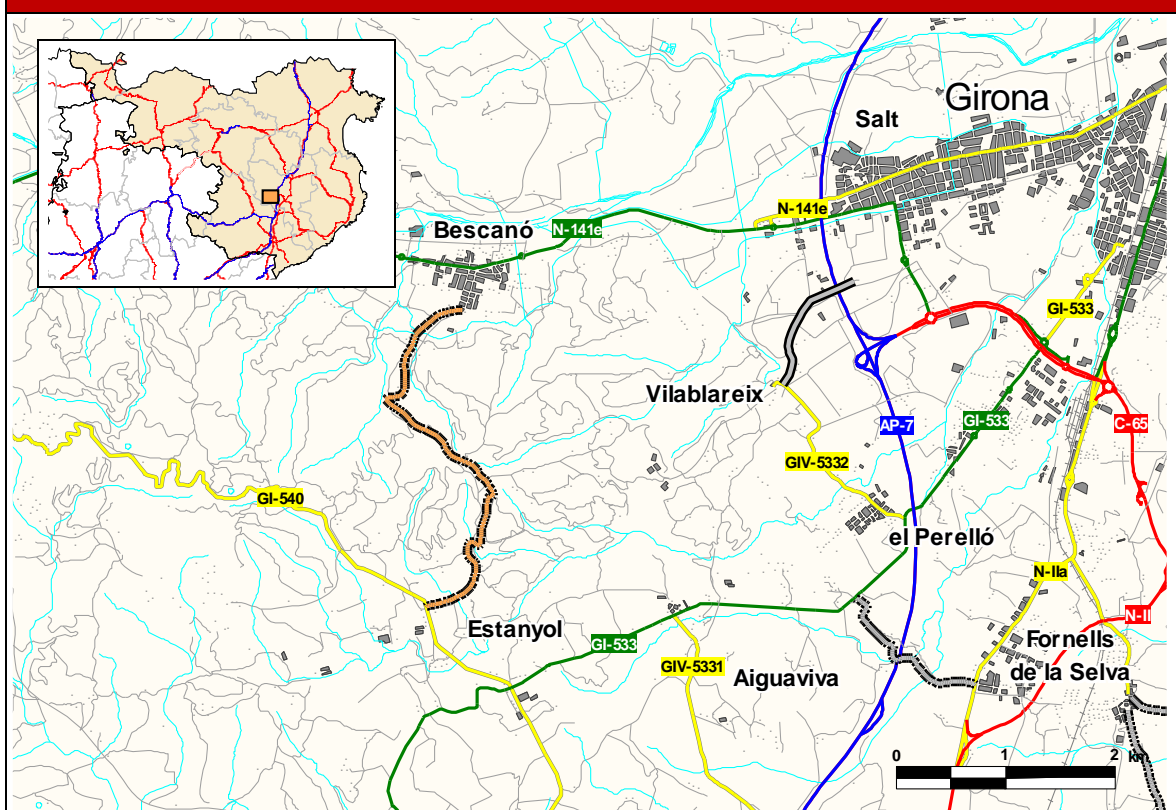 Girona
Salt
N-141e
Bescanó
N-141e
GI-533
Vilablareix
AP-7
GI-533
C-65
GIV-5332
GI-540
el Perelló
N-IIa
N-II
Estanyol
GI-533
Fornells
de la Selva
GIV-5331
Aiguaviva
0 1 2 km